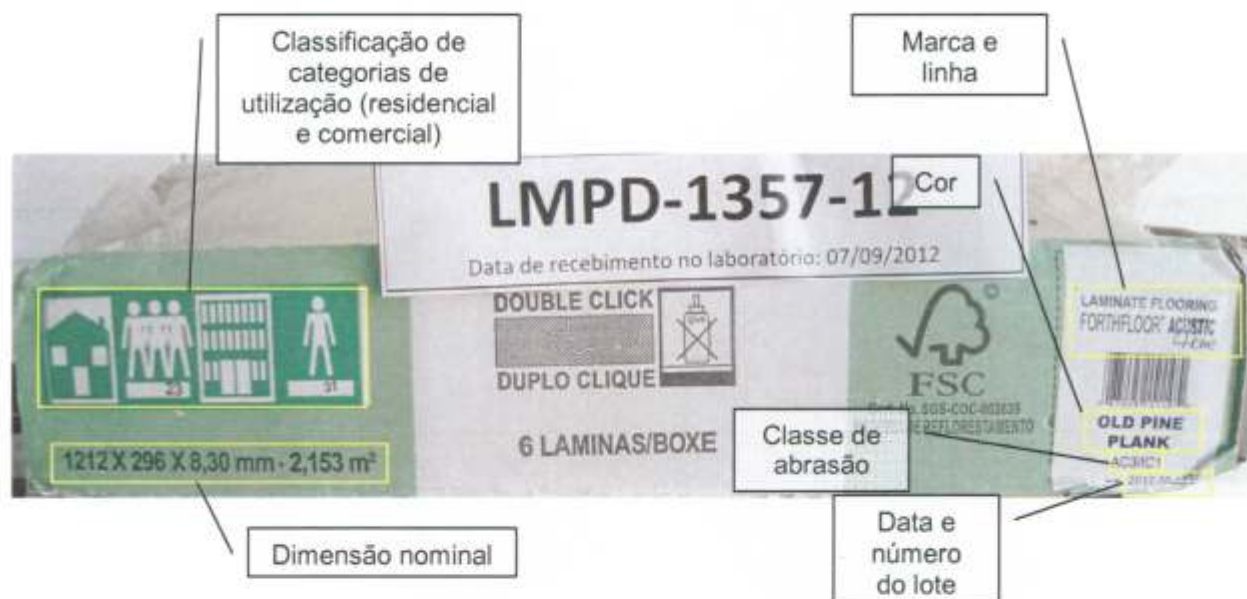 Classificação de
categorias de
utilização (residencial
e comercial)
Marca e
linha
Cor
LMPD-1357-12
Data de recebimento no laboratório: 07/09/2012
23
31
DOUBLE CLICK
DUPLO CLIQUE
FSC
LAMINATE FLOORING
FORTHFLOOR ACUSTIC
OLD PINE
PLANK
6 LAMINAS/BOXE
DE REFLORESTAMENTO
Classe de
abrasão
1212 X 296 X 8,30 mm - 2,153 m²
Dimensão nominal
Data e
número
do lote